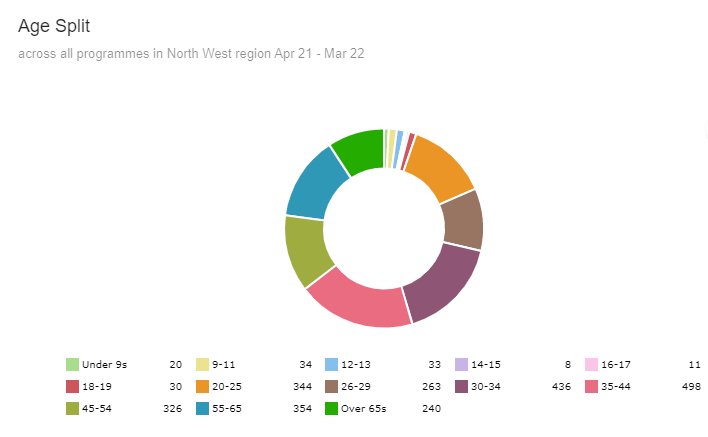 Age Split
across all programmes in North West region Apr 21 - Mar 22
Under 9s 20 9-11 34 12-13 33 14-15 8 16-17 11
18-19 30 20-25 344 26-29 263 30-34 436 35-44 498
45-54 326 55-65 354 Over 65s 240